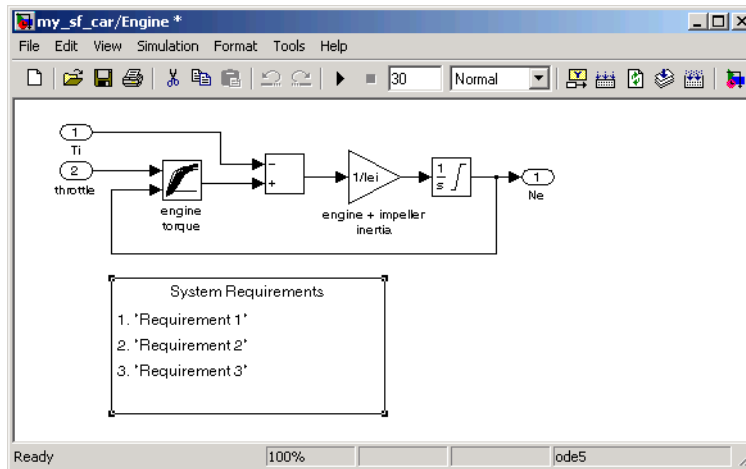 my_sf_car/Engine *
File Edit View Simulation Format Tools Help
30 Normal
1
Ti
2
throttle
engine
torque
−
+
1/Iei
engine + impeller
inertia
1
s
1
Ne
System Requirements
1. "Requirement 1"
2. "Requirement 2"
3. "Requirement 3"
Ready 100% ode5